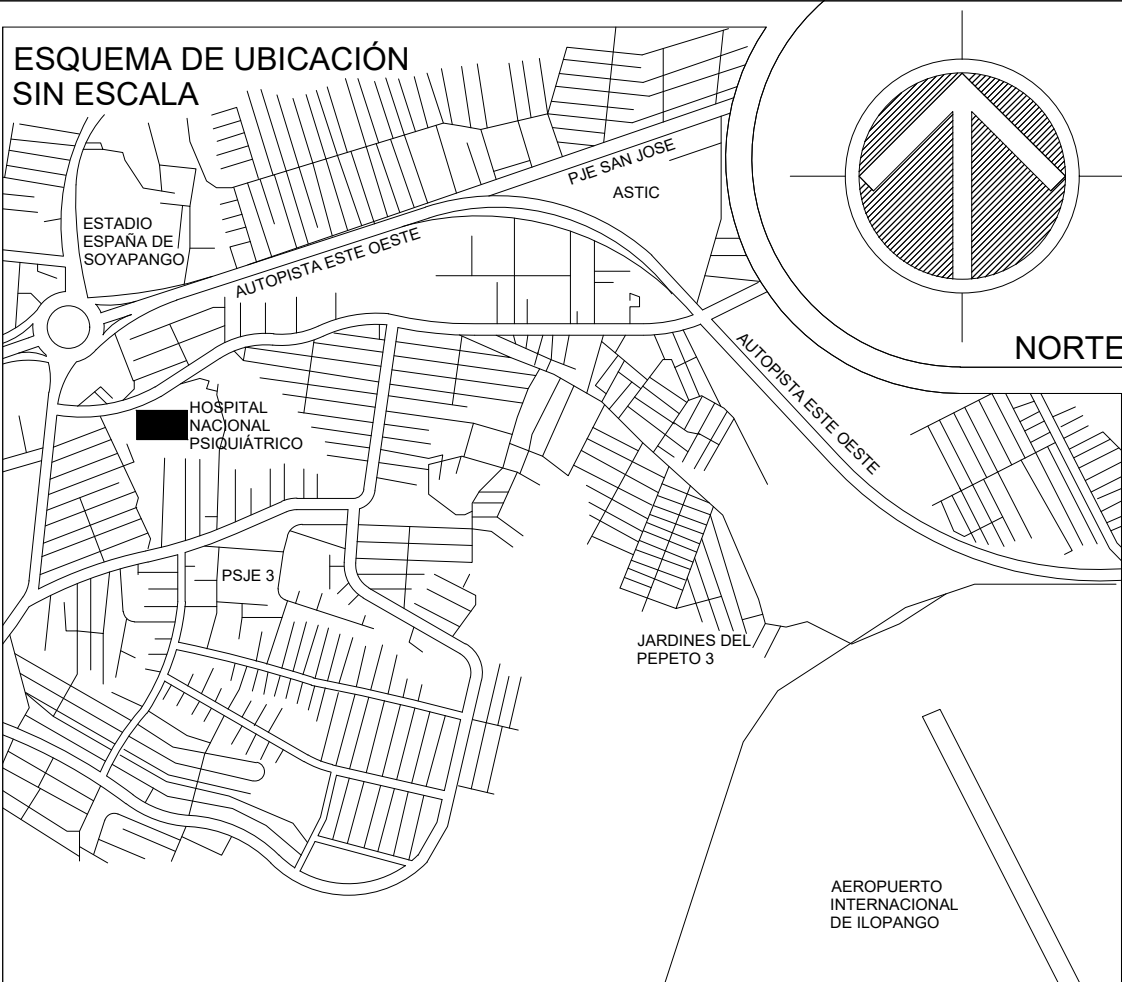 ESQUEMA DE UBICACIÓN
SIN ESCALA
PJE SAN JOSE
ASTIC
ESTADIO
ESPAÑA DE
SOYAPANGO
AUTOPISTA ESTE OESTE
NORTE
AUTOPISTA ESTE OESTE
HOSPITAL
NACIONAL
PSIQUIÁTRICO
PSJE 3
JARDINES DEL
PEPETO 3
AEROPUERTO
INTERNACIONAL
DE ILOPANGO